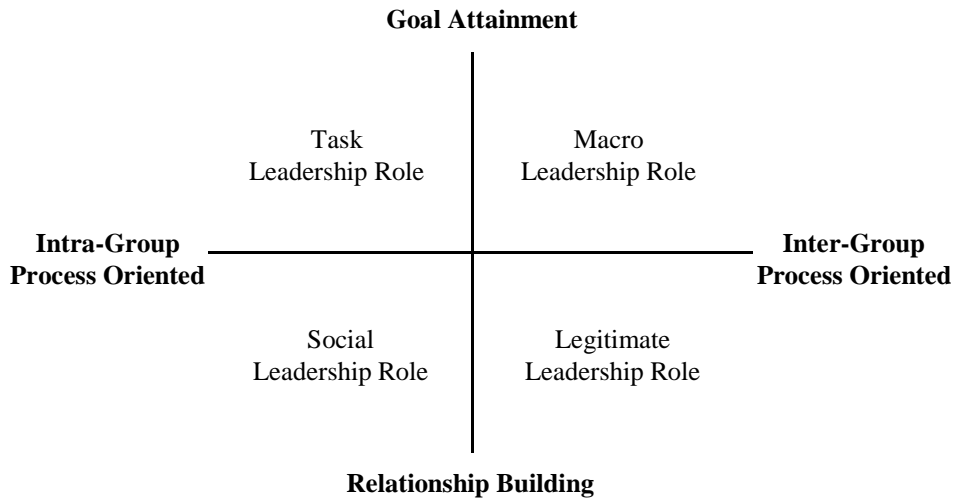 Goal Attainment
Task
Leadership Role
Macro
Leadership Role
Intra-Group
Process Oriented
Inter-Group
Process Oriented
Social
Leadership Role
Legitimate
Leadership Role
Relationship Building